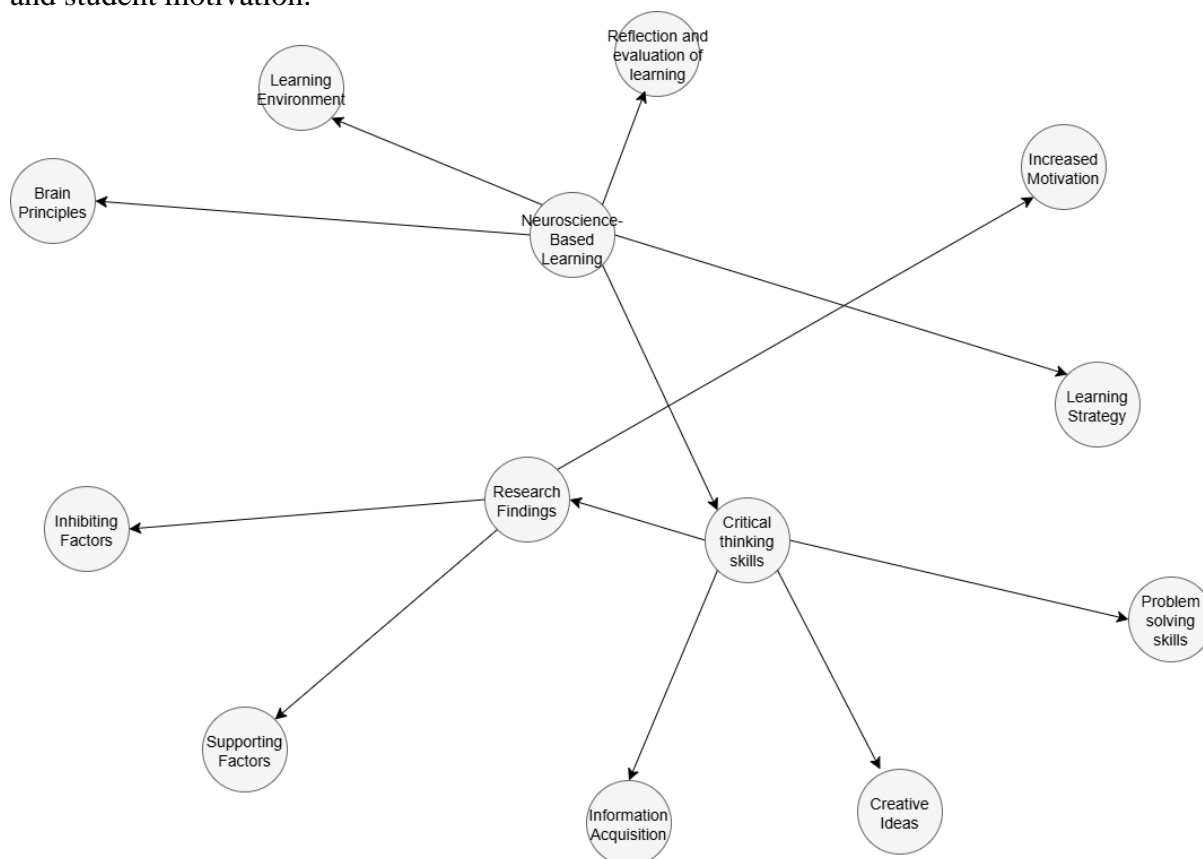 and student motivation.
Reflection and
evaluation of
learning
Learning
Environment
Increased
Motivation
Brain
Principles
Neuroscience-
Based
Learning
Learning
Strategy
Research
Findings
Inhibiting
Factors
Critical
thinking
skills
Problem
solving
skills
Supporting
Factors
Information
Acquisition
Creative
Ideas